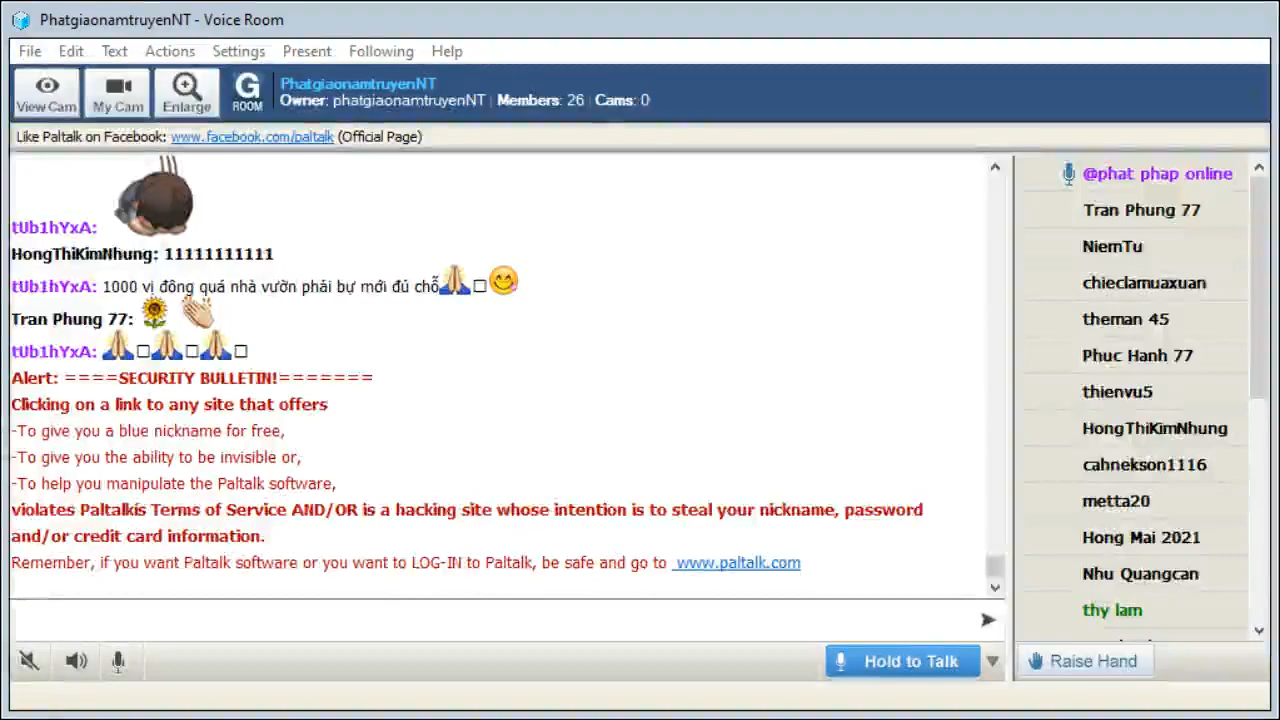 PhatgiaonamtruyenNT - Voice Room
File Edit Text Actions Settings Present Following Help
View Cam My Cam Enlarge G ROOM
PhatgiaonamtruyenNT
Owner: phatgiaonamtruyenNT | Members: 26 | Cams: 0
Like Paltalk on Facebook: www.facebook.com/paltalk (Official Page)
tUb1hYxA:
HongThiKimNhung: 11111111111
tUb1hYxA: 1000 vị đông quá nhà vườn phải bự mới đủ chỗ
Tran Phung 77:
tUb1hYxA:
Alert: ====SECURITY BULLETIN!=======
Clicking on a link to any site that offers
-To give you a blue nickname for free,
-To give you the ability to be invisible or,
-To help you manipulate the Paltalk software,
violates Paltalkís Terms of Service AND/OR is a hacking site whose intention is to steal your nickname, password
and/or credit card information.
Remember, if you want Paltalk software or you want to LOG-IN to Paltalk, be safe and go to www.paltalk.com
@phat phap online
Tran Phung 77
NiemTu
chieclamuaxuan
theman 45
Phuc Hanh 77
thienvu5
HongThiKimNhung
cahnekson1116
metta20
Hong Mai 2021
Nhu Quangcan
thy lam
Hold to Talk
Raise Hand